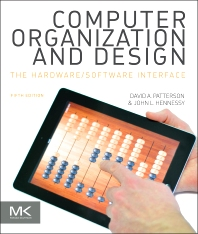 COMPUTER
ORGANIZATION
AND DESIGN
THE HARDWARE/SOFTWARE INTERFACE
FIFTH EDITION
DAVID A. PATTERSON
& JOHN L. HENNESSY
MK